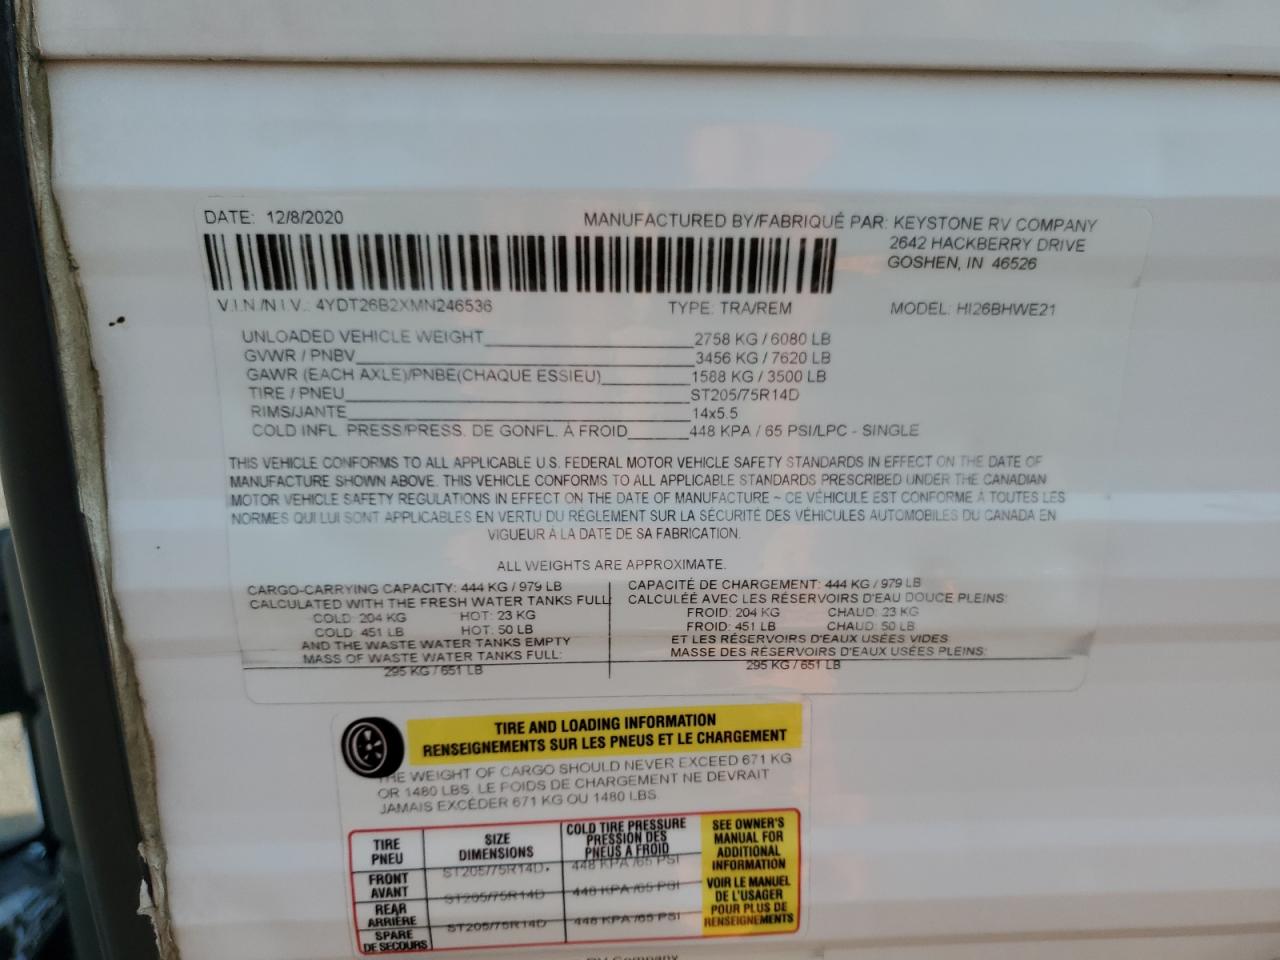 DATE: 12/8/2020
MANUFACTURED BY/FABRIQUÉ PAR: KEYSTONE RV COMPANY
2642 HACKBERRY DRIVE
GOSHEN, IN 46526
V.I.N./N.I.V.: 4YDT26B2XMN246536 TYPE: TRA/REM MODEL: HI26BHWE21
UNLOADED VEHICLE WEIGHT 2758 KG / 6080 LB
GVWR / PNBV 3456 KG / 7620 LB
GAWR (EACH AXLE)/PNBE(CHAQUE ESSIEU) 1588 KG / 3500 LB
TIRE / PNEU ST205/75R14D
RIMS/JANTE 14x5.5
COLD INFL. PRESS/PRESS. DE GONFL. À FROID 448 KPA / 65 PSI/LPC - SINGLE
THIS VEHICLE CONFORMS TO ALL APPLICABLE U.S. FEDERAL MOTOR VEHICLE SAFETY STANDARDS IN EFFECT ON THE DATE OF
MANUFACTURE SHOWN ABOVE. THIS VEHICLE CONFORMS TO ALL APPLICABLE STANDARDS PRESCRIBED UNDER THE CANADIAN
MOTOR VEHICLE SAFETY REGULATIONS IN EFFECT ON THE DATE OF MANUFACTURE ~ CE VÉHICULE EST CONFORME À TOUTES LES
NORMES QUI LUI SONT APPLICABLES EN VERTU DU RÈGLEMENT SUR LA SÉCURITÉ DES VÉHICULES AUTOMOBILES DU CANADA EN
VIGUEUR À LA DATE DE SA FABRICATION.
ALL WEIGHTS ARE APPROXIMATE.
CARGO-CARRYING CAPACITY: 444 KG / 979 LB
CALCULATED WITH THE FRESH WATER TANKS FULL
COLD: 204 KG HOT: 23 KG
COLD: 451 LB HOT: 50 LB
AND THE WASTE WATER TANKS EMPTY
MASS OF WASTE WATER TANKS FULL:
295 KG / 651 LB
CAPACITÉ DE CHARGEMENT: 444 KG / 979 LB
CALCULÉE AVEC LES RÉSERVOIRS D'EAU DOUCE PLEINS:
FROID: 204 KG CHAUD: 23 KG
FROID: 451 LB CHAUD: 50 LB
ET LES RÉSERVOIRS D'EAUX USÉES VIDES
MASSE DES RÉSERVOIRS D'EAUX USÉES PLEINS:
295 KG / 651 LB
TIRE AND LOADING INFORMATION
RENSEIGNEMENTS SUR LES PNEUS ET LE CHARGEMENT
THE WEIGHT OF CARGO SHOULD NEVER EXCEED 671 KG
OR 1480 LBS. LE POIDS DE CHARGEMENT NE DEVRAIT
JAMAIS EXCÉDER 671 KG OU 1480 LBS.
TIRE
PNEU
SIZE
DIMENSIONS
COLD TIRE PRESSURE
PRESSION DES
PNEUS À FROID
FRONT
AVANT
ST205/75R14D
448 KPA /65 PSI
REAR
ARRIÈRE
ST205/75R14D
448 KPA /65 PSI
SPARE
DE SECOURS
ST205/75R14D
448 KPA /65 PSI
SEE OWNER'S
MANUAL FOR
ADDITIONAL
INFORMATION
VOIR LE MANUEL
DE L'USAGER
POUR PLUS DE
RENSEIGNEMENTS
RV Company